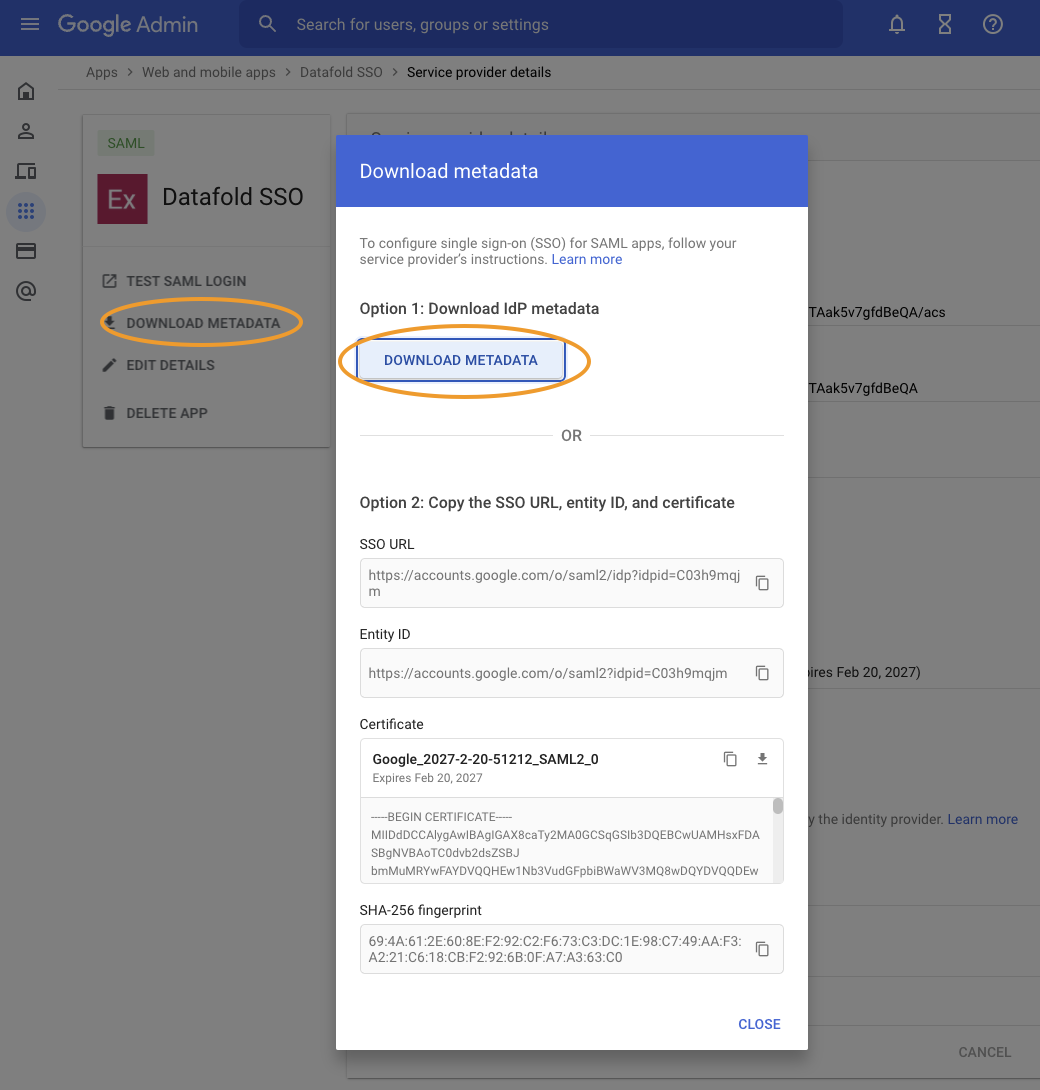 Google Admin
Search for users, groups or settings
Apps > Web and mobile apps > Datafold SSO > Service provider details
SAML
Ex
Datafold SSO
TEST SAML LOGIN
DOWNLOAD METADATA
EDIT DETAILS
DELETE APP
Download metadata
To configure single sign-on (SSO) for SAML apps, follow your
service provider's instructions. Learn more
Option 1: Download IdP metadata
DOWNLOAD METADATA
OR
Option 2: Copy the SSO URL, entity ID, and certificate
SSO URL
https://accounts.google.com/o/saml2/idp?idpid=C03h9mqj
m
Entity ID
https://accounts.google.com/o/saml2?idpid=C03h9mqjm
Certificate
Google_2027-2-20-51212_SAML2_0
Expires Feb 20, 2027
-----BEGIN CERTIFICATE-----
MIIDdDCCAlygAwIBAgIGAX8caTy2MA0GCSqGSIb3DQEBCwUAMHsxFDA
SBgNVBAoTC0dvb2dsZSBJ
bmMuMRYwFAYDVQQHEw1Nb3VudGFpbiBWaWV3MQ8wDQYDVQQDEw
SHA-256 fingerprint
69:4A:61:2E:60:8E:F2:92:C2:F6:73:C3:DC:1E:98:C7:49:AA:F3:
A2:21:C6:18:CB:F2:92:6B:0F:A7:A3:63:C0
CLOSE
TAak5v7gfdBeQA/acs
TAak5v7gfdBeQA
Feb 20, 2027)
the identity provider. Learn more
CANCEL